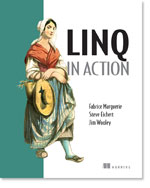 LINQ
IN ACTION
Fabrice Marguerie
Steve Eichert
Jim Wooley
MANNING